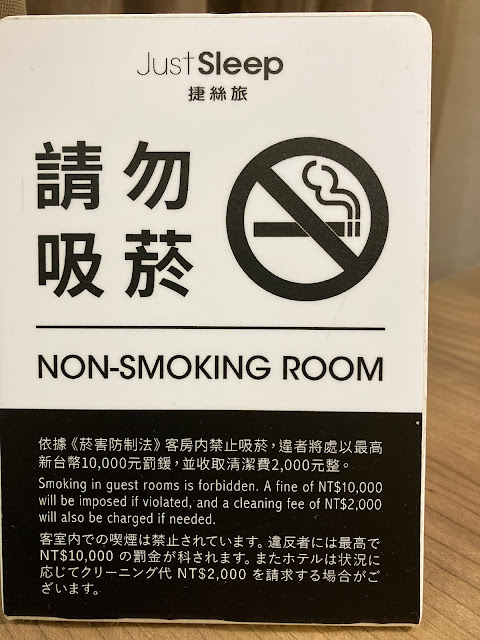 Just Sleep
捷絲旅
請勿
吸菸
NON-SMOKING ROOM
依據《菸害防制法》客房內禁止吸菸，違者將處以最高
新台幣10,000元罰鍰，並收取清潔費2,000元整。
Smoking in guest rooms is forbidden. A fine of NT$10,000
will be imposed if violated, and a cleaning fee of NT$2,000
will also be charged if needed.
客室内での喫煙は禁止されています。違反者には最高で
NT$10,000 の罰金が科されます。またホテルは状況に
応じてクリーニング代 NT$2,000 を請求する場合がご
ざいます。